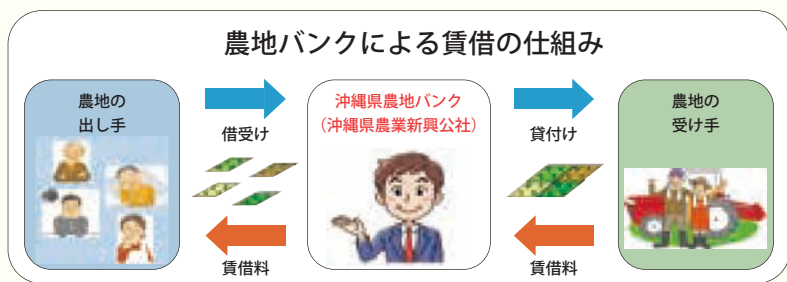 農地バンクによる賃借の仕組み
農地の
出し手
借受け
賃借料
沖縄県農地バンク
(沖縄県農業新興公社)
貸付け
賃借料
農地の
受け手